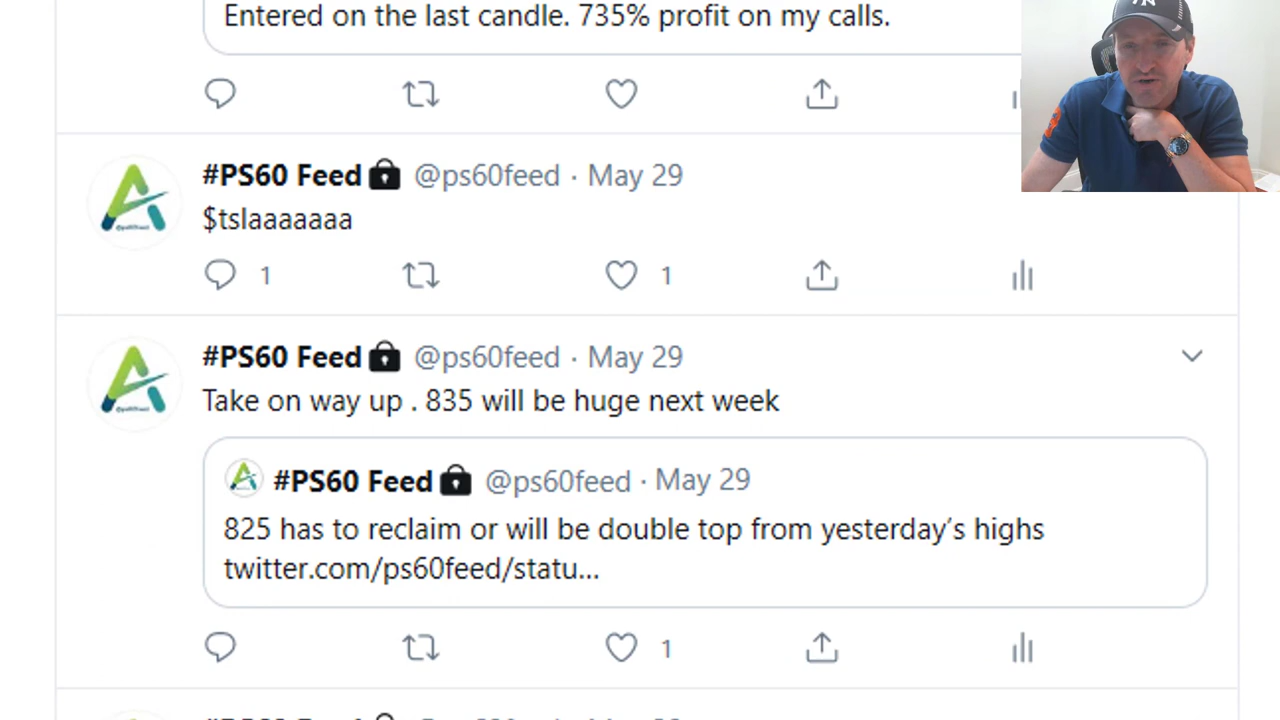 Entered on the last candle. 735% profit on my calls.
#PS60 Feed @ps60feed · May 29
$tslaaaaaaa
1 1
#PS60 Feed @ps60feed · May 29
Take on way up . 835 will be huge next week
#PS60 Feed @ps60feed · May 29
825 has to reclaim or will be double top from yesterday's highs
twitter.com/ps60feed/statu...
1